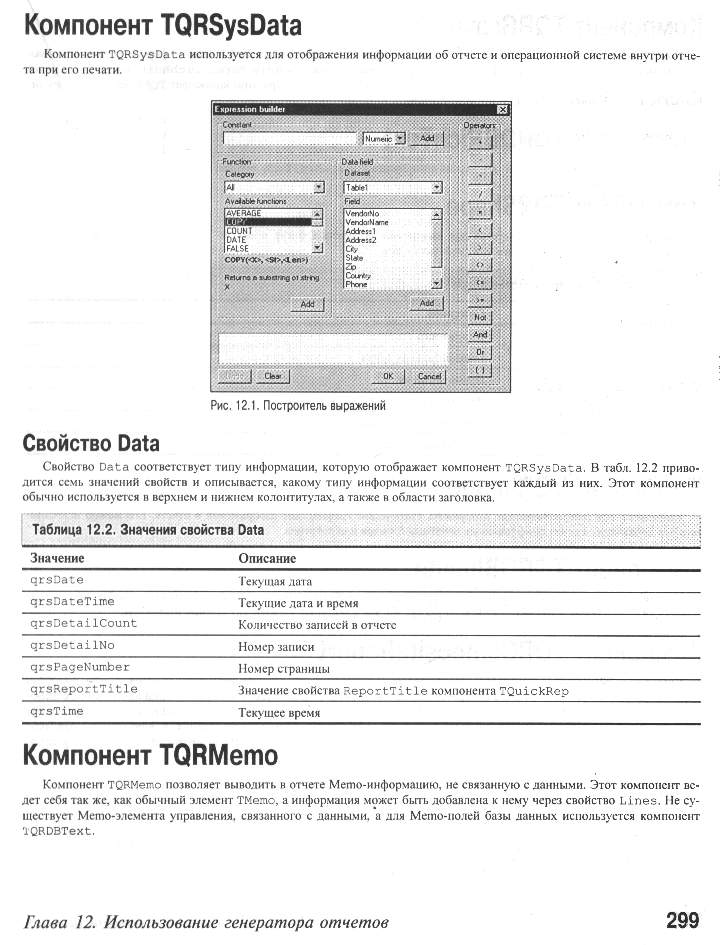 Компонент TQRSysData
Компонент TQRSysData используется для отображения информации об отчете и операционной системе внутри отче-
та при его печати.
Expression builder
Constant
Numeric
Add
Function
Category
All
Available functions
AVERAGE
COPY
COUNT
DATE
FALSE
COPY(<X>, <St>,<Len>)
Returns a substring of string
X
Add
Data field
Dataset
Table1
Field
VendorNo
VendorName
Address1
Address2
City
State
Zip
Country
Phone
Add
Operators
+
-
*
/
=
<
>
<>
<=
>=
Not
And
Or
( )
Clear
OK
Cancel
Рис. 12.1. Построитель выражений
Свойство Data
Свойство Data соответствует типу информации, которую отображает компонент TQRSysData. В табл. 12.2 приво-
дится семь значений свойств и описывается, какому типу информации соответствует каждый из них. Этот компонент
обычно используется в верхнем и нижнем колонтитулах, а также в области заголовка.
Таблица 12.2. Значения свойства Data
Значение Описание
qrsDate Текущая дата
qrsDateTime Текущие дата и время
qrsDetailCount Количество записей в отчете
qrsDetailNo Номер записи
qrsPageNumber Номер страницы
qrsReportTitle Значение свойства ReportTitle компонента TQuickRep
qrsTime Текущее время
Компонент TQRMemo
Компонент TQRMemo позволяет выводить в отчете Memo-информацию, не связанную с данными. Этот компонент ве-
дет себя так же, как обычный элемент TMemo, а информация может быть добавлена к нему через свойство Lines. Не су-
ществует Memo-элемента управления, связанного с данными, а для Memo-полей базы данных используется компонент
TQRDBText.
Глава 12. Использование генератора отчетов 299